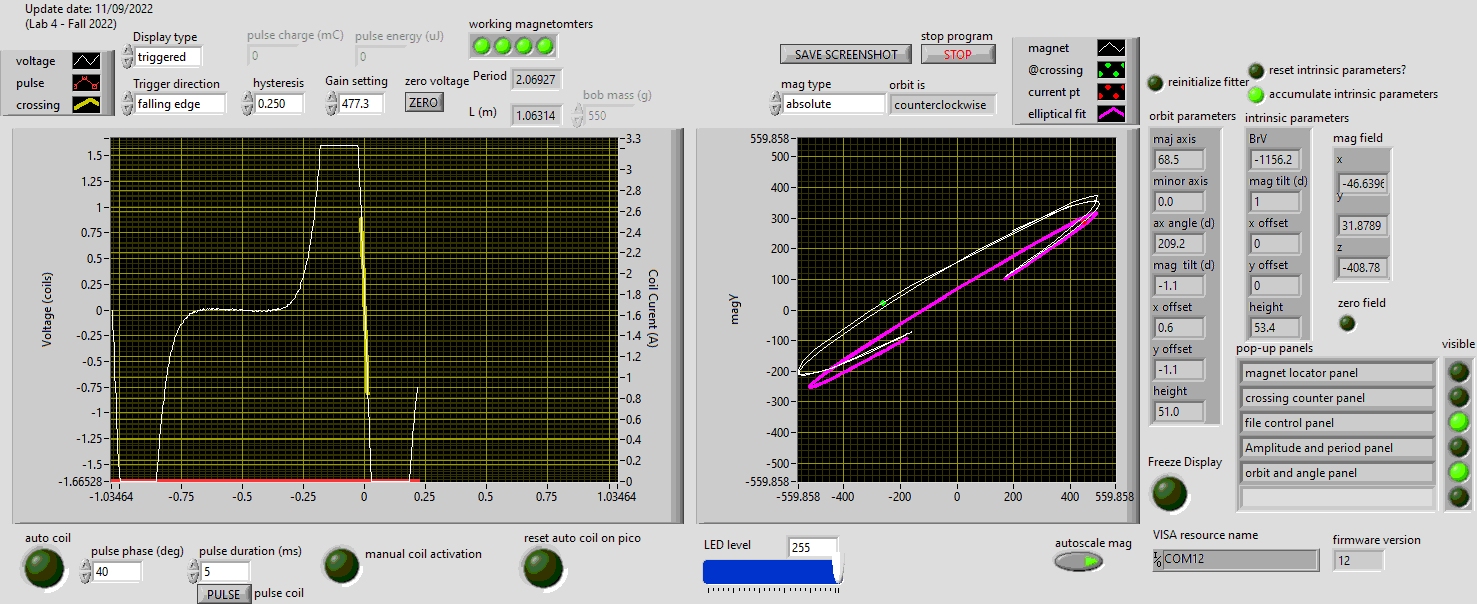 Update date: 11/09/2022
(Lab 4 - Fall 2022)
voltage
pulse
crossing
Display type
triggered
Trigger direction
falling edge
pulse charge (mC)
0
pulse energy (uJ)
0
hysteresis
0.250
Gain setting
477.3
zero voltage
ZERO
working magnetomters
Period
2.06927
L (m)
1.06314
bob mass (g)
550
SAVE SCREENSHOT
stop program
STOP
mag type
absolute
orbit is
counterclockwise
magnet
@crossing
current pt
elliptical fit
reinitialize fitter
reset intrinsic parameters?
accumulate intrinsic parameters
Voltage (coils)
1.5
1.25
1
0.75
0.5
0.25
0
-0.25
-0.5
-0.75
-1
-1.25
-1.5
-1.66528
-1.03464
-0.75
-0.5
-0.25
0
0.25
0.5
0.75
1.03464
3.3
3
2.8
2.6
2.4
2.2
2
1.8
1.6
1.4
1.2
1
0.8
0.6
0.4
0.2
0
Coil Current (A)
magy
559.858
400
300
200
100
0
-100
-200
-300
-400
-500
-559.858
-559.858
-400
-200
0
200
400
559.858
orbit parameters
maj axis
68.5
minor axis
0.0
ax angle (d)
209.2
mag tilt (d)
-1.1
x offset
0.6
y offset
-1.1
height
51.0
intrinsic parameters
BrV
-1156.2
mag tilt (d)
1
x offset
0
y offset
0
height
53.4
mag field
x
-46.6396
y
31.8789
z
-408.78
zero field
pop-up panels
visible
magnet locator panel
crossing counter panel
file control panel
Amplitude and period panel
orbit and angle panel
Freeze Display
auto coil
pulse phase (deg)
40
pulse duration (ms)
5
PULSE
pulse coil
manual coil activation
reset auto coil on pico
LED level
255
autoscale mag
VISA resource name
COM12
firmware version
12